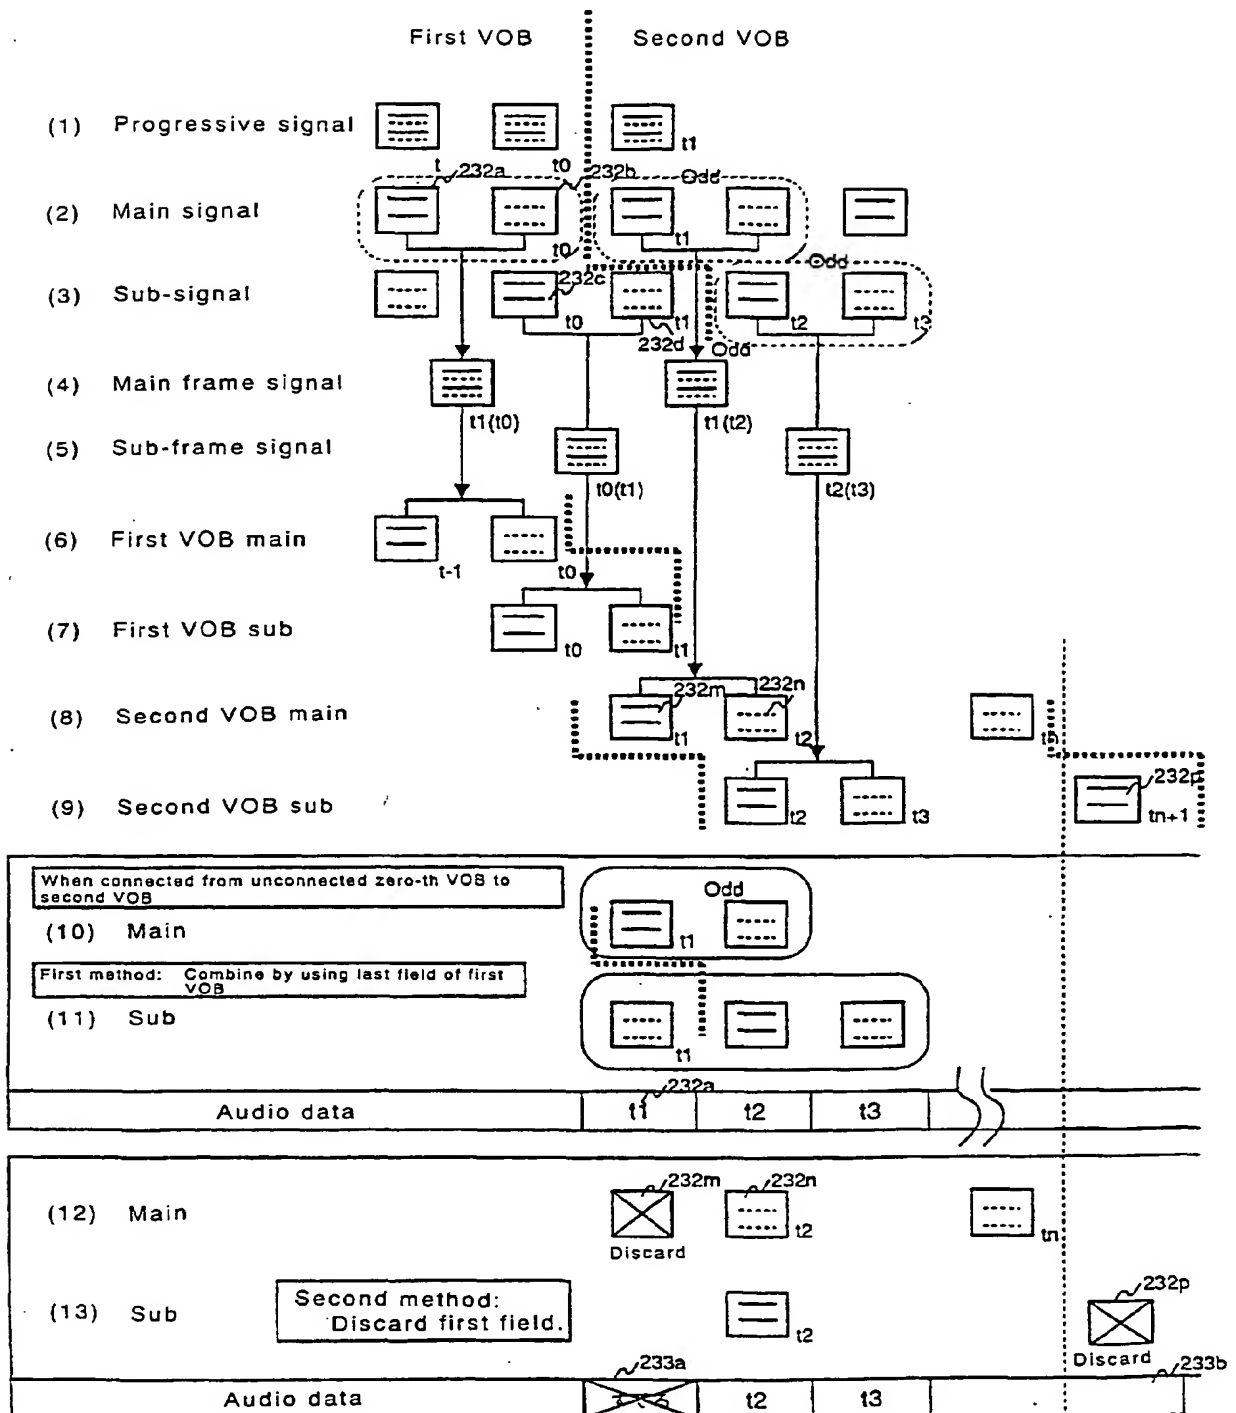 First VOB Second VOB
(1) Progressive signal t1
t 232a t0 232b Odd
(2) Main signal
t0 t1 Odd
(3) Sub-signal 232c
t0 t1 t2 t3
232d Odd
(4) Main frame signal
t1(t0) t1(t2)
(5) Sub-frame signal
t0(t1) t2(t3)
(6) First VOB main
t-1 t0
(7) First VOB sub
t0 t1
232m 232n
(8) Second VOB main
t1 t2 tn
232p
(9) Second VOB sub
t2 t3 tn+1
When connected from unconnected zero-th VOB to
second VOB
Odd
(10) Main t1
First method: Combine by using last field of first
VOB
(11) Sub
t1
232a
Audio data t1 t2 t3
232m 232n
(12) Main
t2 tn
Discard
232p
Second method:
(13) Sub
Discard first field.
t2
Discard
233a 233b
Audio data t2 t3